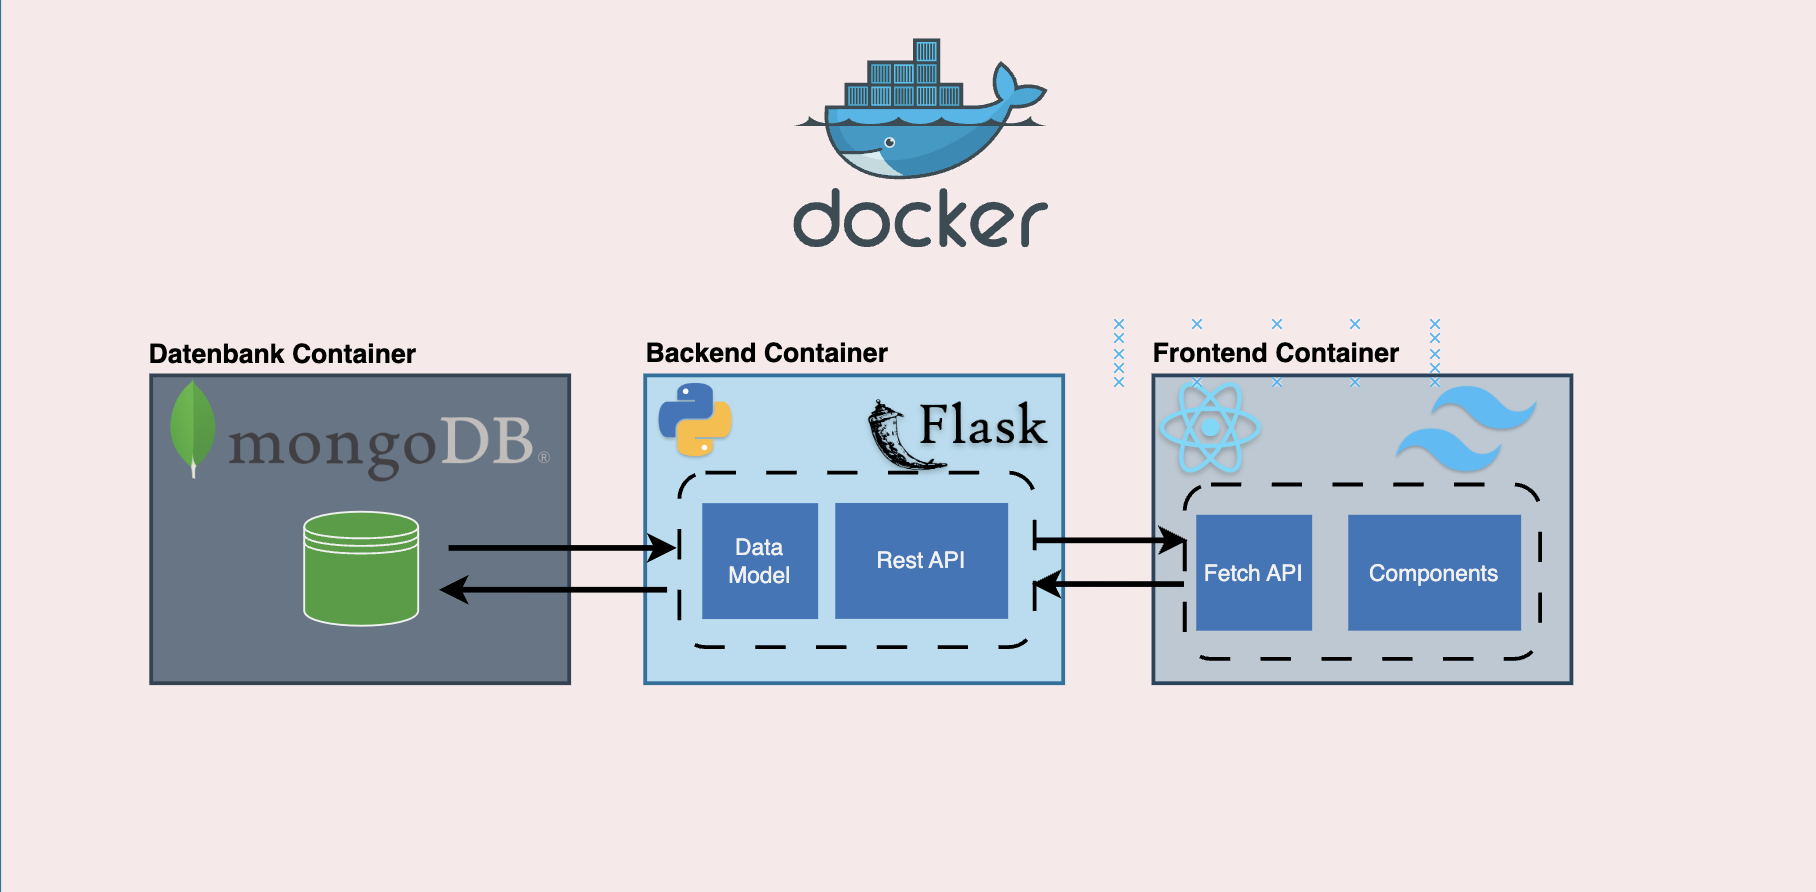 docker
Datenbank Container
Backend Container
Frontend Container
mongoDB®
Flask
Data
Model
Rest API
Fetch API
Components